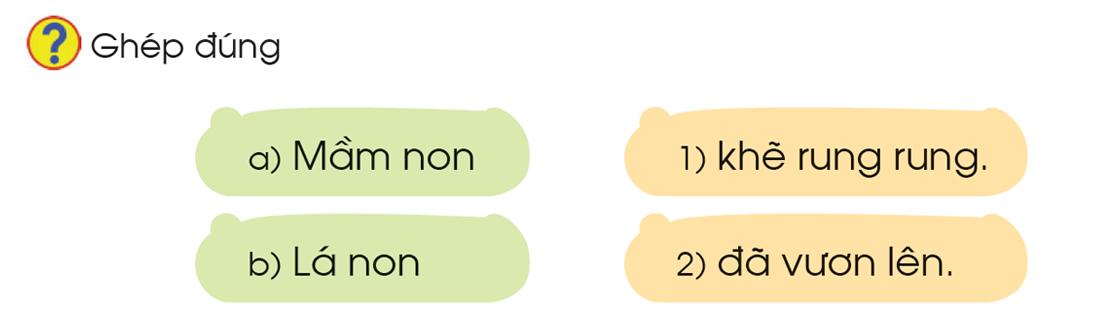 ? Ghép đúng
a) Mầm non
1) khẽ rung rung.
b) Lá non
2) đã vươn lên.